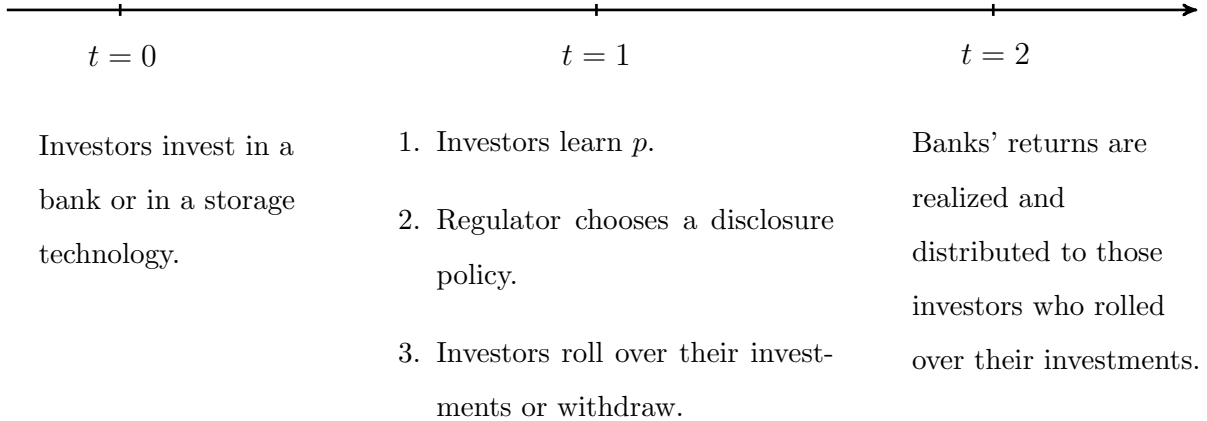 t = 0
t = 1
t = 2
Investors invest in a
bank or in a storage
technology.
1. Investors learn p.
2. Regulator chooses a disclosure
policy.
3. Investors roll over their invest-
ments or withdraw.
Banks' returns are
realized and
distributed to those
investors who rolled
over their investments.